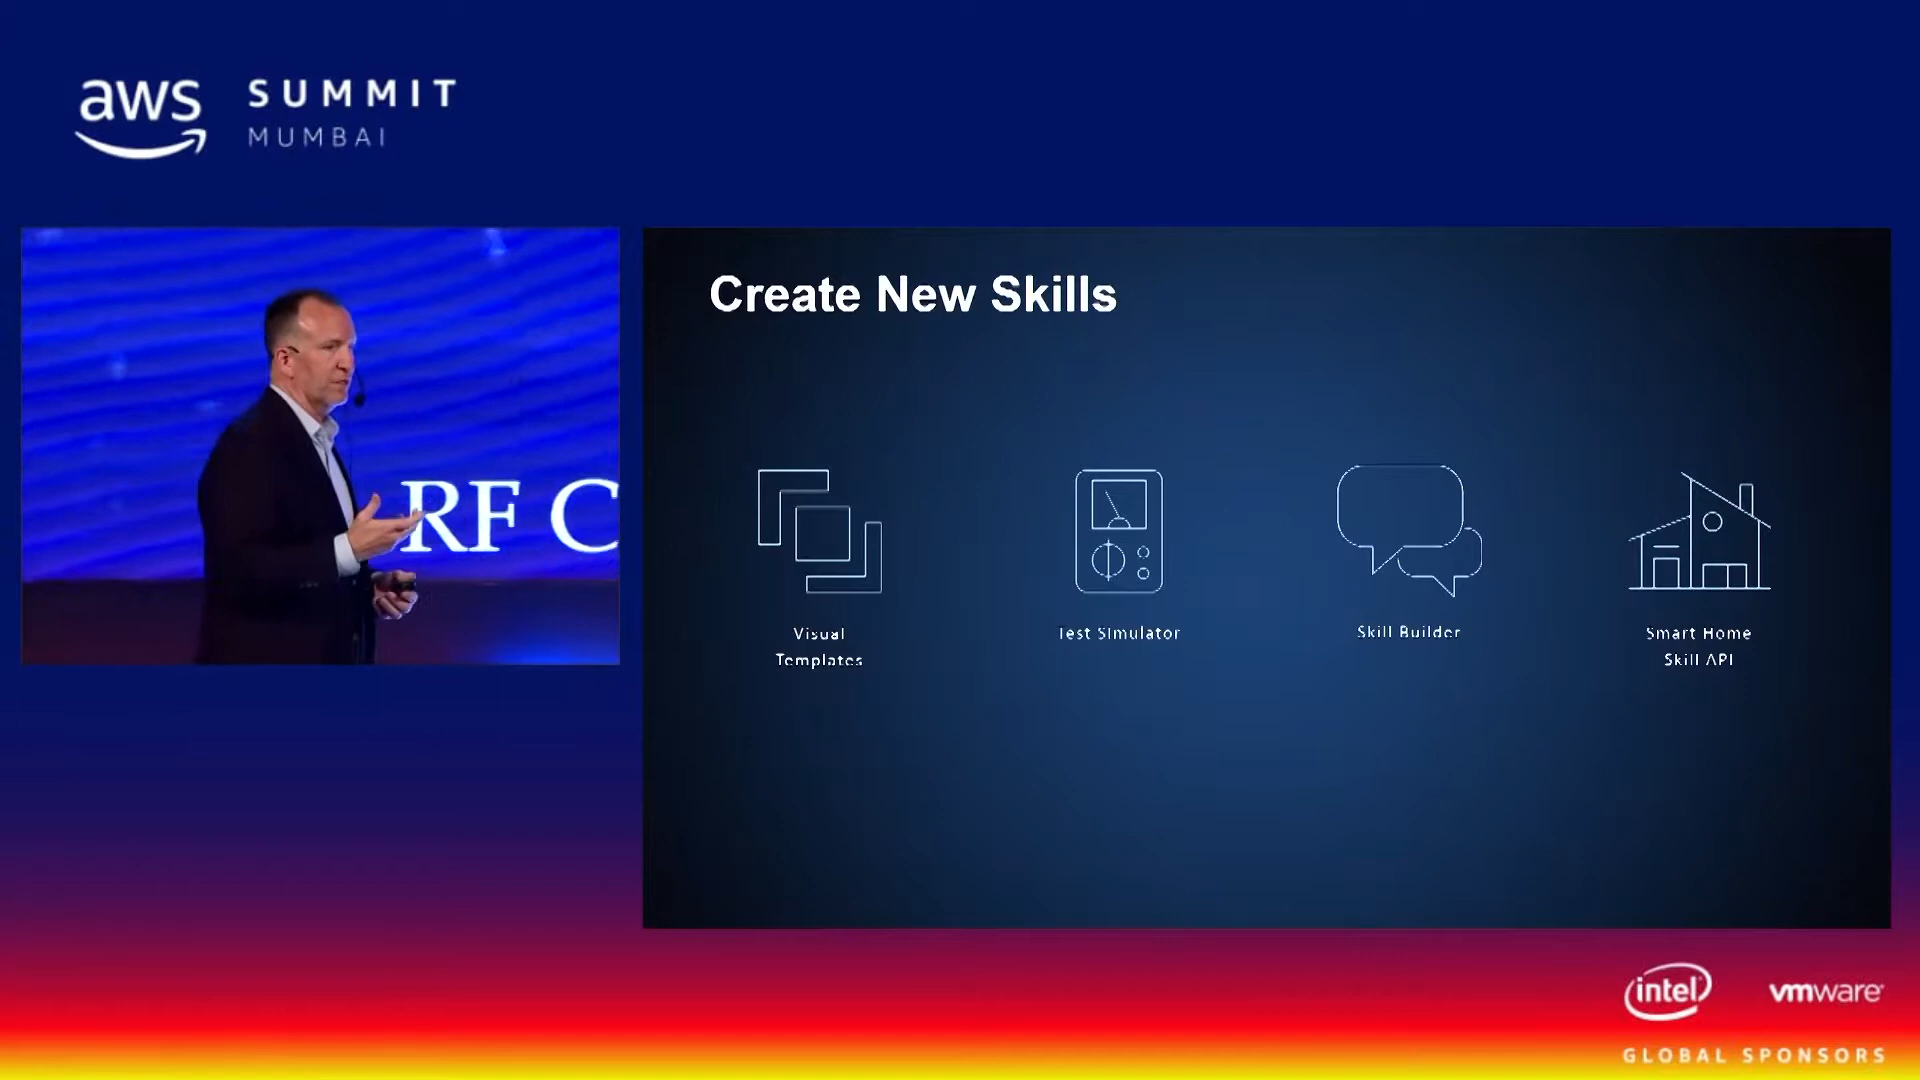 aws SUMMIT
MUMBAI
RF C
Create New Skills
Visual
Templates
Test Simulator
Skill Builder
Smart Home
Skill API
intel
vmware
GLOBAL SPONSORS